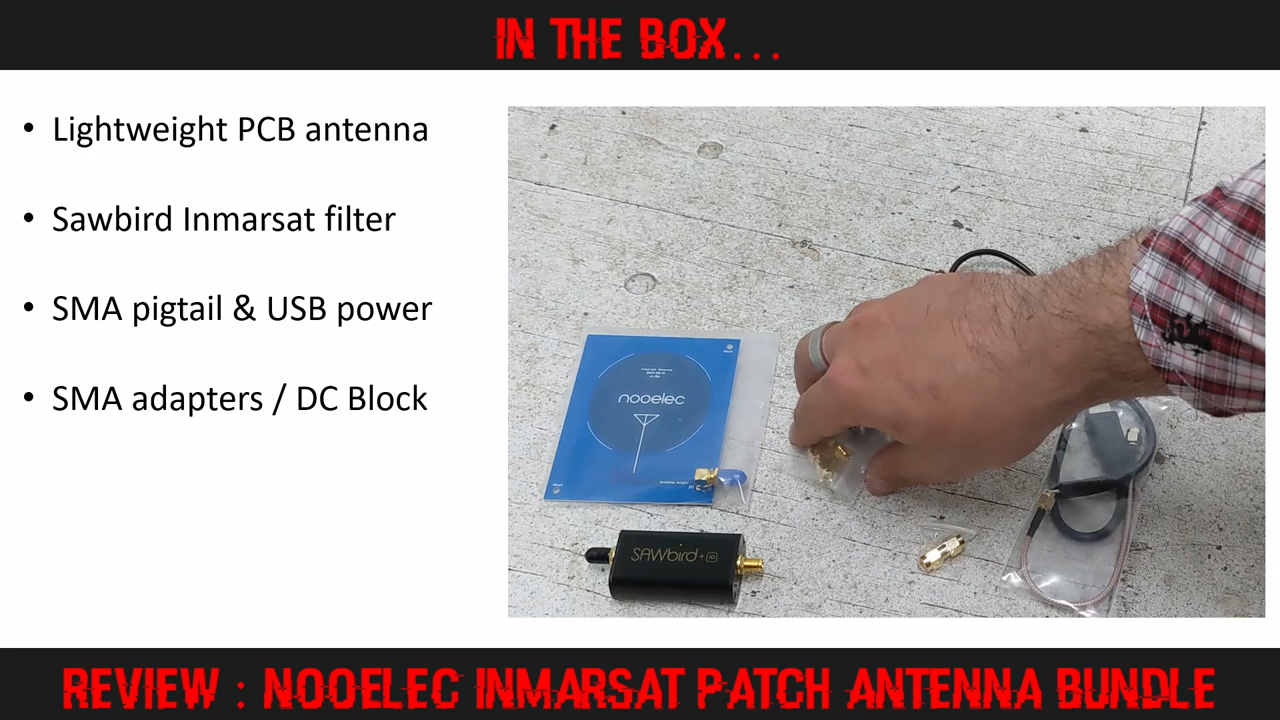 IN THE BOX...
• Lightweight PCB antenna
• Sawbird Inmarsat filter
• SMA pigtail & USB power
• SMA adapters / DC Block
nooelec
SAWbird+
REVIEW : NOOELEC INMARSAT PATCH ANTENNA BUNDLE